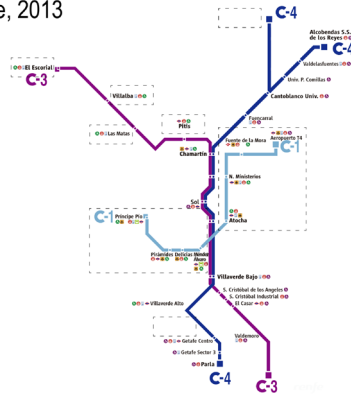 e, 2013
C-4
Alcobendas S.S.
de los Reyes
C-4
Valdelasfuentes
Univ. P. Comillas
Cantoblanco Univ.
El Escorial
C-3
Villalba
Las Matas
Pitis
Fuencarral
Chamartín
Fuente de la Mora
Aeropuerto T4
C-1
N. Ministerios
Sol
C-1
Príncipe Pío
Atocha
Pirámides
Delicias
Méndez
Álvaro
Villaverde Bajo
S. Cristóbal de los Angeles
S. Cristóbal Industrial
El Casar
Villaverde Alto
Getafe Centro
Valdemoro
Getafe Sector 3
Parla
C-4
C-3